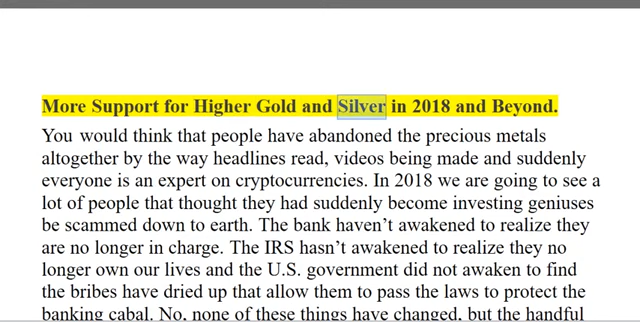 More Support for Higher Gold and Silver in 2018 and Beyond.
You would think that people have abandoned the precious metals
altogether by the way headlines read, videos being made and suddenly
everyone is an expert on cryptocurrencies. In 2018 we are going to see a
lot of people that thought they had suddenly become investing geniuses
be scammed down to earth. The bank haven’t awakened to realize they
are no longer in charge. The IRS hasn’t awakened to realize they no
longer own our lives and the U.S. government did not awaken to find
the bribes have dried up that allow them to pass the laws to protect the
banking cabal. No, none of these things have changed, but the handful